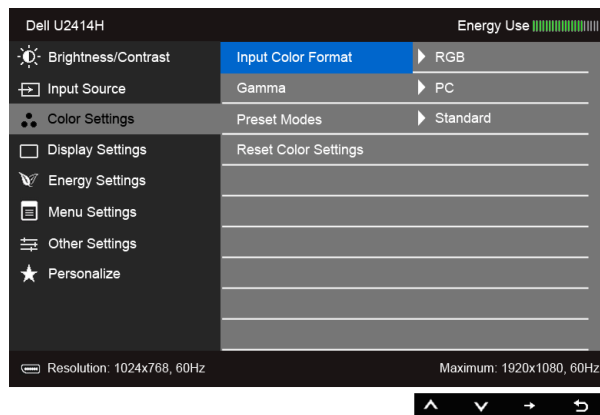 Dell U2414H Energy Use
Brightness/Contrast Input Color Format RGB
Input Source Gamma PC
Color Settings Preset Modes Standard
Display Settings Reset Color Settings
Energy Settings
Menu Settings
Other Settings
Personalize
Resolution: 1024x768, 60Hz Maximum: 1920x1080, 60Hz